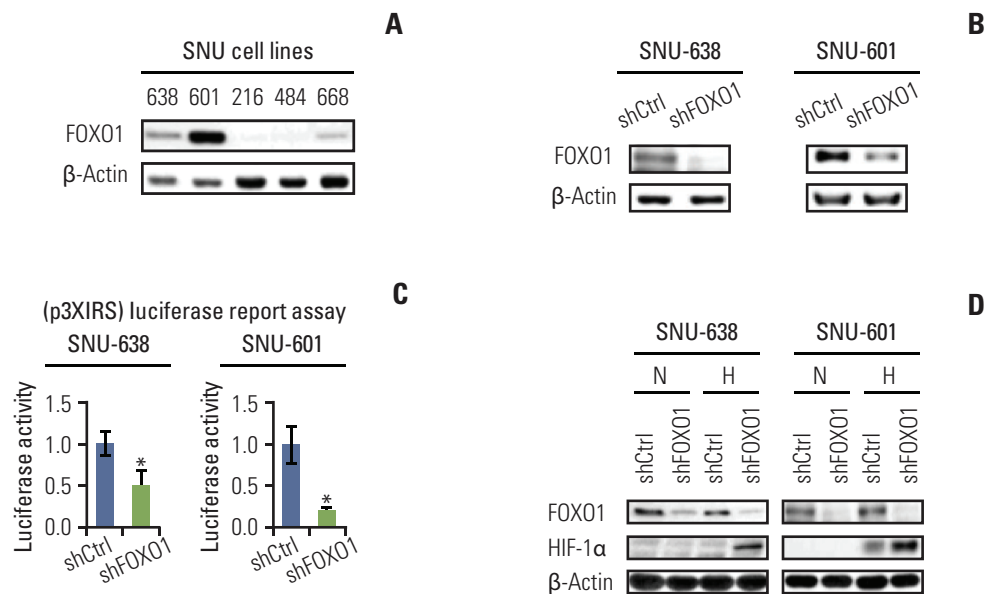 A
SNU cell lines
638 601 216 484 668
FOXO1
β-Actin
B
SNU-638 SNU-601
shCtrl shFOXO1 shCtrl shFOXO1
FOXO1
β-Actin
C
(p3XIRS) luciferase report assay
SNU-638 SNU-601
Luciferase activity
1.5
1.0
0.5
0.0
*
shCtrl shFOXO1
Luciferase activity
1.5
1.0
0.5
0.0
*
shCtrl shFOXO1
D
SNU-638 SNU-601
N H N H
shCtrl shFOXO1 shCtrl shFOXO1 shCtrl shFOXO1 shCtrl shFOXO1
FOXO1
HIF-1α
β-Actin